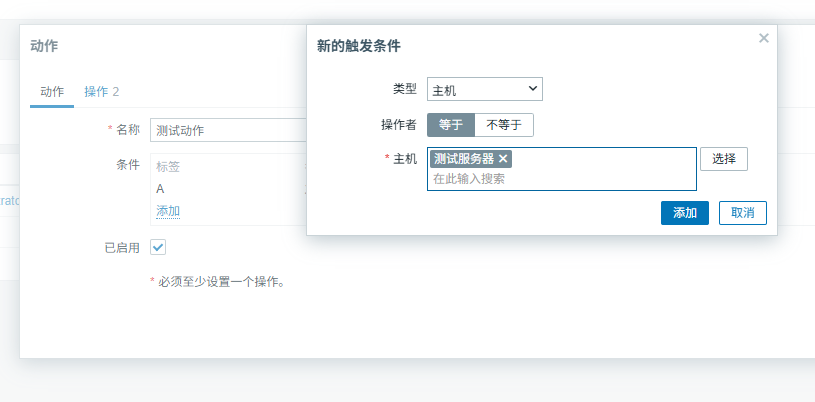 动作
动作 操作 2
* 名称 测试动作
条件 标签
A
添加
已启用
* 必须至少设置一个操作。
新的触发条件
类型 主机
操作者 等于 不等于
* 主机 测试服务器 选择
在此输入搜索
添加 取消